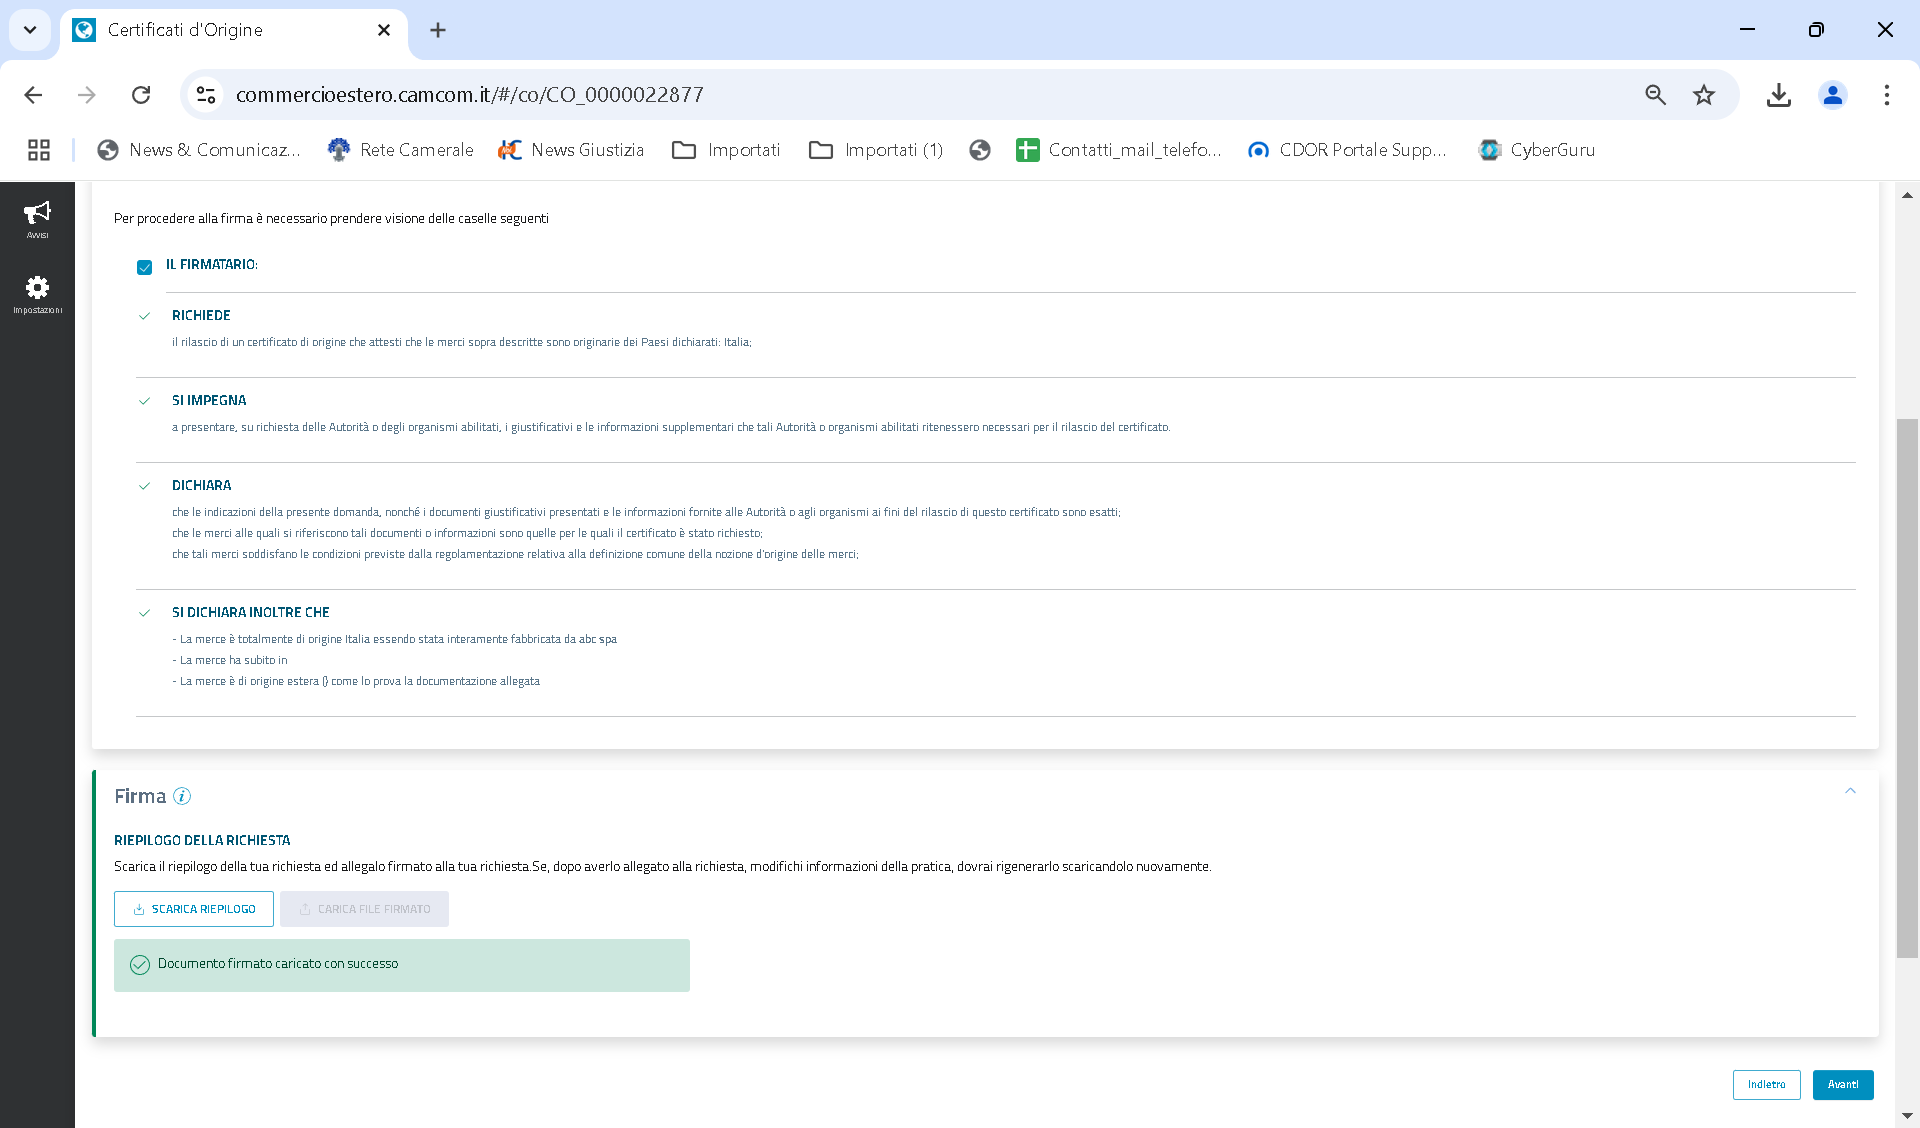 Certificati d'Origine
commercioestero.camcom.it/#/co/CO_0000022877
News & Comunicaz...
Rete Camerale
News Giustizia
Importati
Importati (1)
Contatti_mail_telefo...
CDOR Portale Supp...
CyberGuru
Avvisi
Impostazioni
Per procedere alla firma è necessario prendere visione delle caselle seguenti
IL FIRMATARIO:
RICHIEDE
il rilascio di un certificato di origine che attesti che le merci sopra descritte sono originarie dei Paesi dichiarati: Italia;
SI IMPEGNA
a presentare, su richiesta delle Autorità o degli organismi abilitati, i giustificativi e le informazioni supplementari che tali Autorità o organismi abilitati ritenessero necessari per il rilascio del certificato.
DICHIARA
che le indicazioni della presente domanda, nonché i documenti giustificativi presentati e le informazioni fornite alle Autorità o agli organismi ai fini del rilascio di questo certificato sono esatti;
che le merci alle quali si riferiscono tali documenti o informazioni sono quelle per le quali il certificato è stato richiesto;
che tali merci soddisfano le condizioni previste dalla regolamentazione relativa alla definizione comune della nozione d'origine delle merci;
SI DICHIARA INOLTRE CHE
- La merce è totalmente di origine Italia essendo stata interamente fabbricata da abc spa
- La merce ha subito in
- La merce è di origine estera () come lo prova la documentazione allegata
Firma i
RIEPILOGO DELLA RICHIESTA
Scarica il riepilogo della tua richiesta ed allegalo firmato alla tua richiesta.Se, dopo averlo allegato alla richiesta, modifichi informazioni della pratica, dovrai rigenerarlo scaricandolo nuovamente.
SCARICA RIEPILOGO
CARICA FILE FIRMATO
Documento firmato caricato con successo
Indietro
Avanti